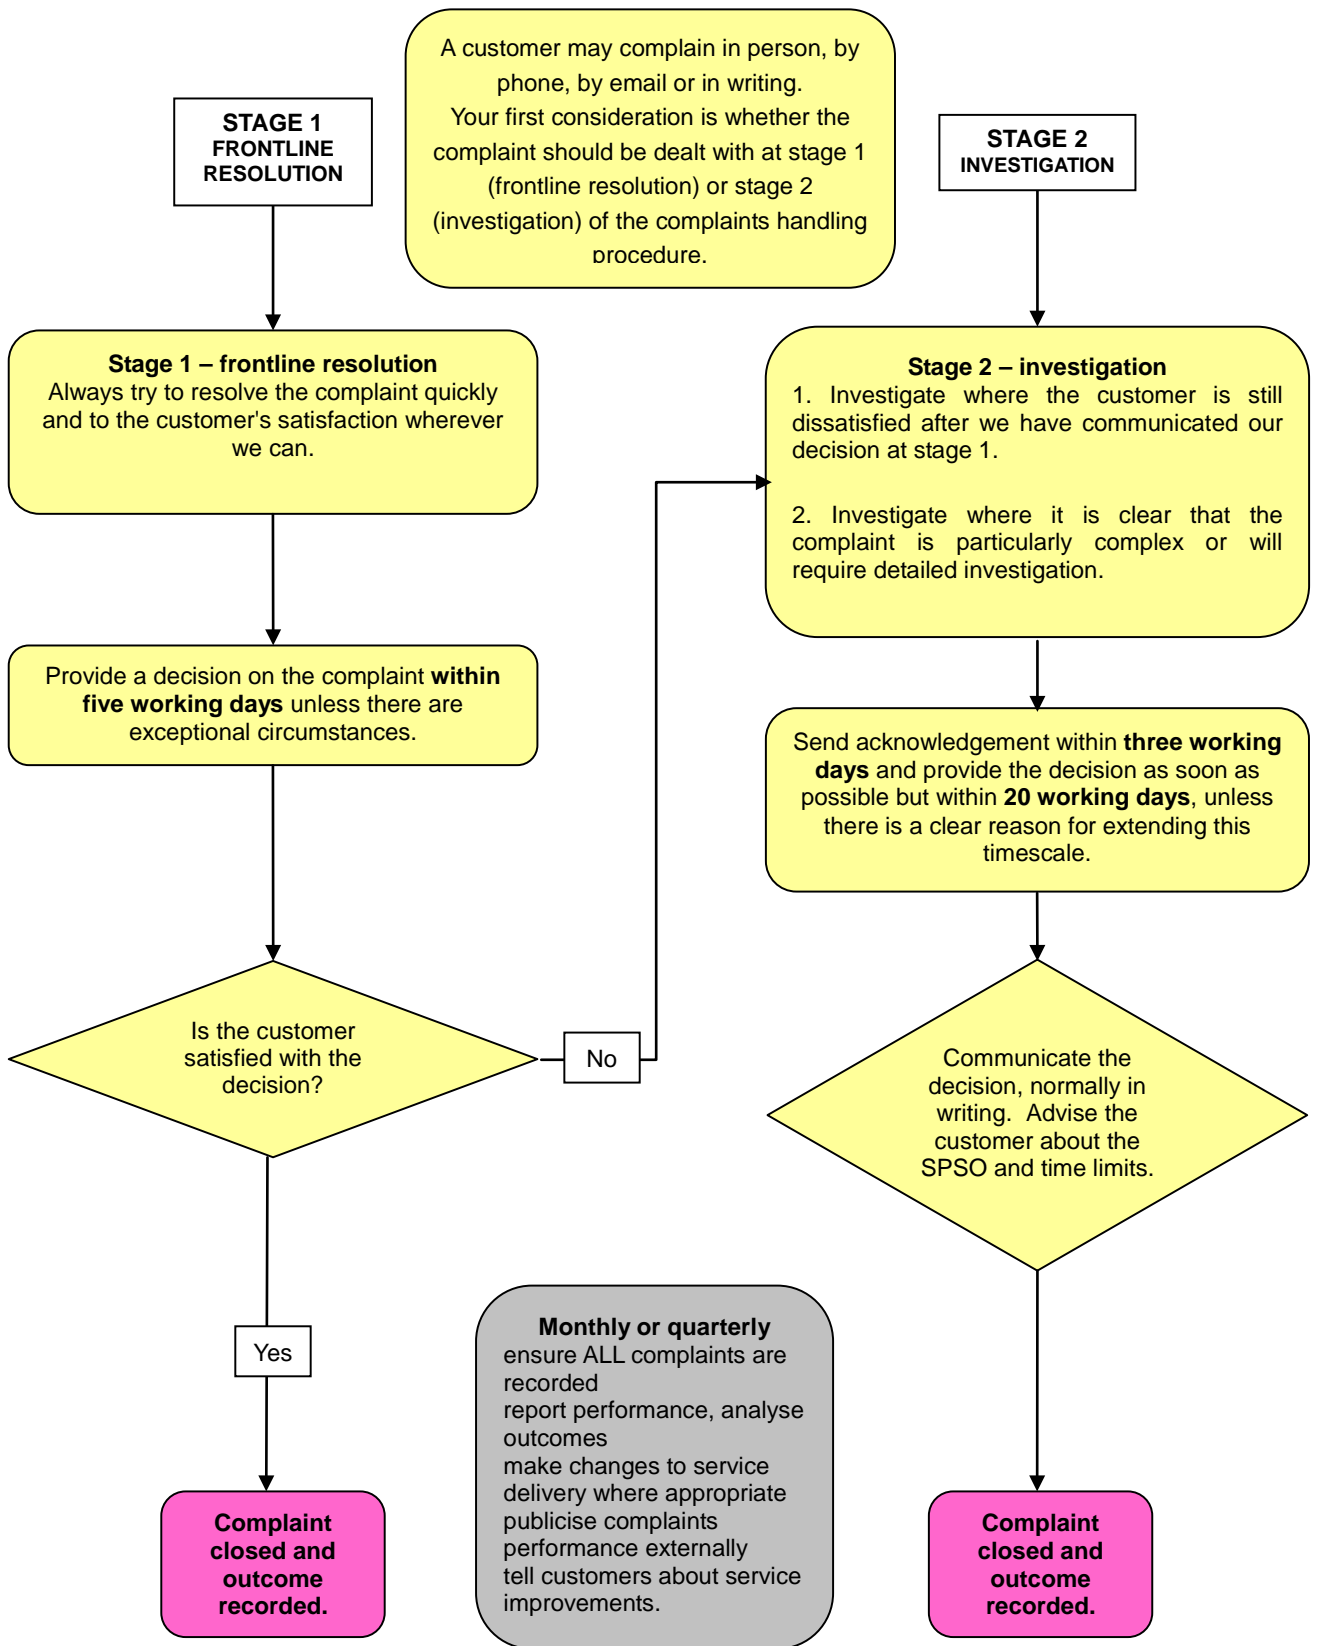 A customer may complain in person, by
phone, by email or in writing.
Your first consideration is whether the
complaint should be dealt with at stage 1
(frontline resolution) or stage 2
(investigation) of the complaints handling
procedure.
STAGE 1
FRONTLINE
RESOLUTION
STAGE 2
INVESTIGATION
Stage 1 – frontline resolution
Always try to resolve the complaint quickly
and to the customer's satisfaction wherever
we can.
Stage 2 – investigation
1. Investigate where the customer is still
dissatisfied after we have communicated our
decision at stage 1.
2. Investigate where it is clear that the
complaint is particularly complex or will
require detailed investigation.
Provide a decision on the complaint within
five working days unless there are
exceptional circumstances.
Send acknowledgement within three working
days and provide the decision as soon as
possible but within 20 working days, unless
there is a clear reason for extending this
timescale.
Is the customer
satisfied with the
decision?
No
Communicate the
decision, normally in
writing.  Advise the
customer about the
SPSO and time limits.
Yes
Monthly or quarterly
ensure ALL complaints are
recorded
report performance, analyse
outcomes
make changes to service
delivery where appropriate
publicise complaints
performance externally
tell customers about service
improvements.
Complaint
closed and
outcome
recorded.
Complaint
closed and
outcome
recorded.